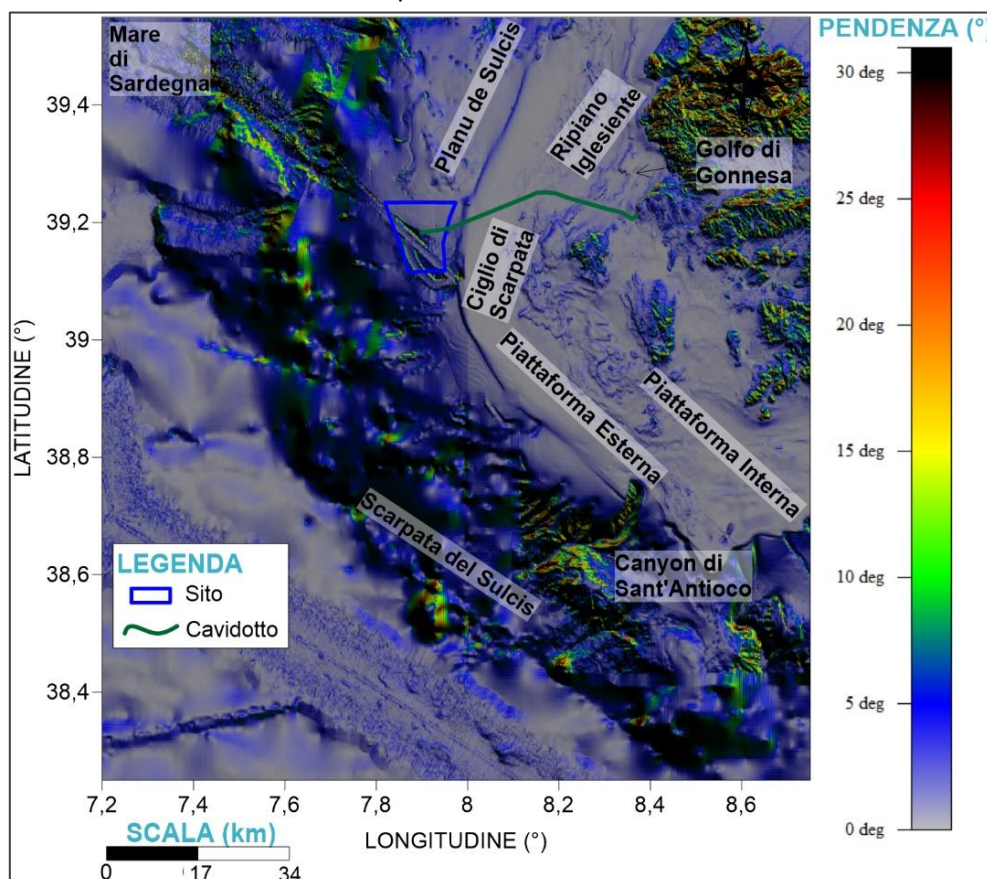 Mare
di
Sardegna
Planu de Sulcis
Ripiano
Iglesiente
Golfo di
Gonnesa
Ciglio di
Scarpata
Piattaforma Esterna
Piattaforma Interna
Scarpata del Sulcis
Canyon di
Sant'Antioco
LEGENDA
Sito
Cavidotto
LATITUDINE (°)
39,4
39,2
39
38,8
38,6
38,4
7,2 7,4 7,6 7,8 8 8,2 8,4 8,6
LONGITUDINE (°)
SCALA (km)
0 17 34
PENDENZA (°)
30 deg
25 deg
20 deg
15 deg
10 deg
5 deg
0 deg